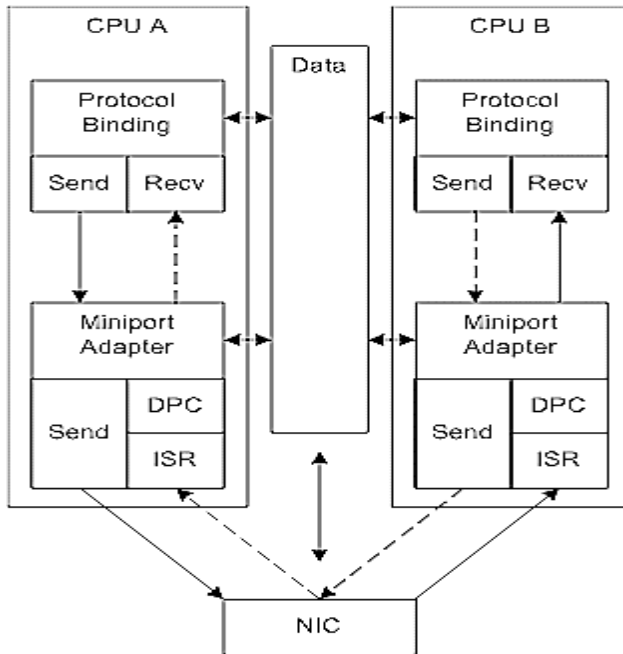 CPU A
Protocol
Binding
Send
Recv
Miniport
Adapter
Send
DPC
ISR
Data
CPU B
Protocol
Binding
Send
Recv
Miniport
Adapter
Send
DPC
ISR
NIC